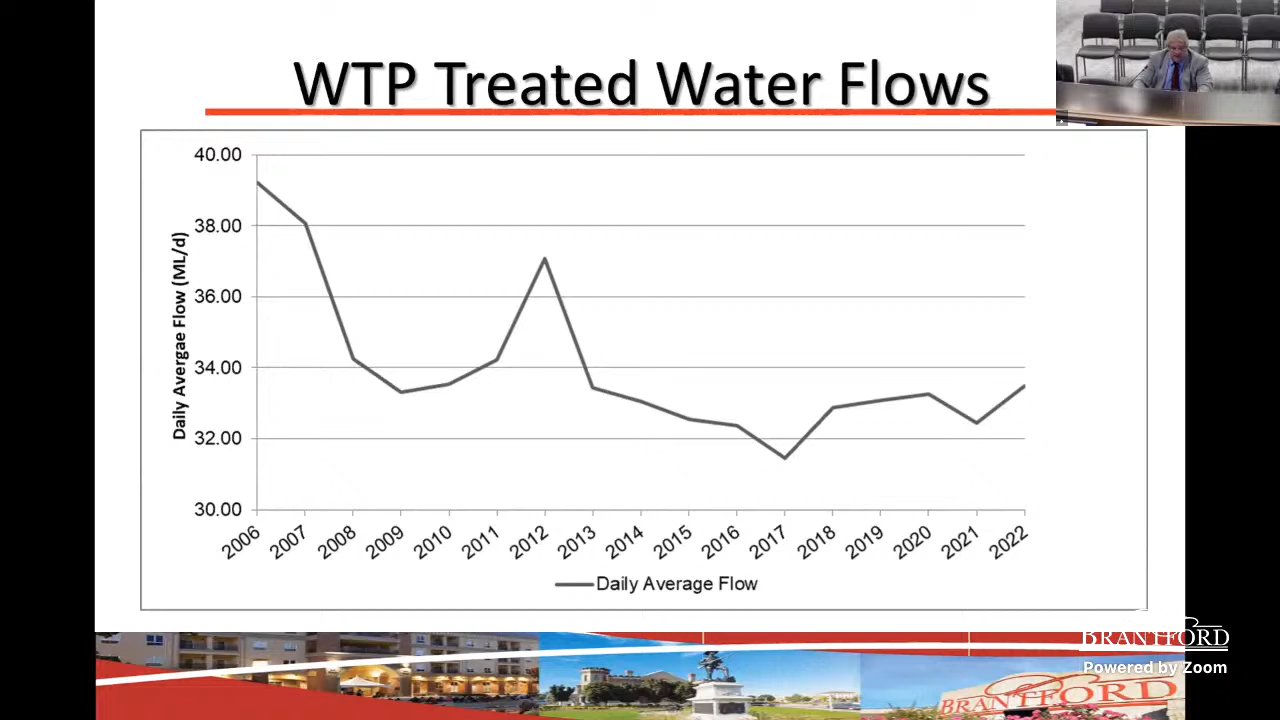 WTP Treated Water Flows
40.00
38.00
36.00
34.00
32.00
30.00
Daily Avergae Flow (ML/d)
2006 2007 2008 2009 2010 2011 2012 2013 2014 2015 2016 2017 2018 2019 2020 2021 2022
Daily Average Flow
BRANTFORD
Powered by Zoom
BRANTFORD